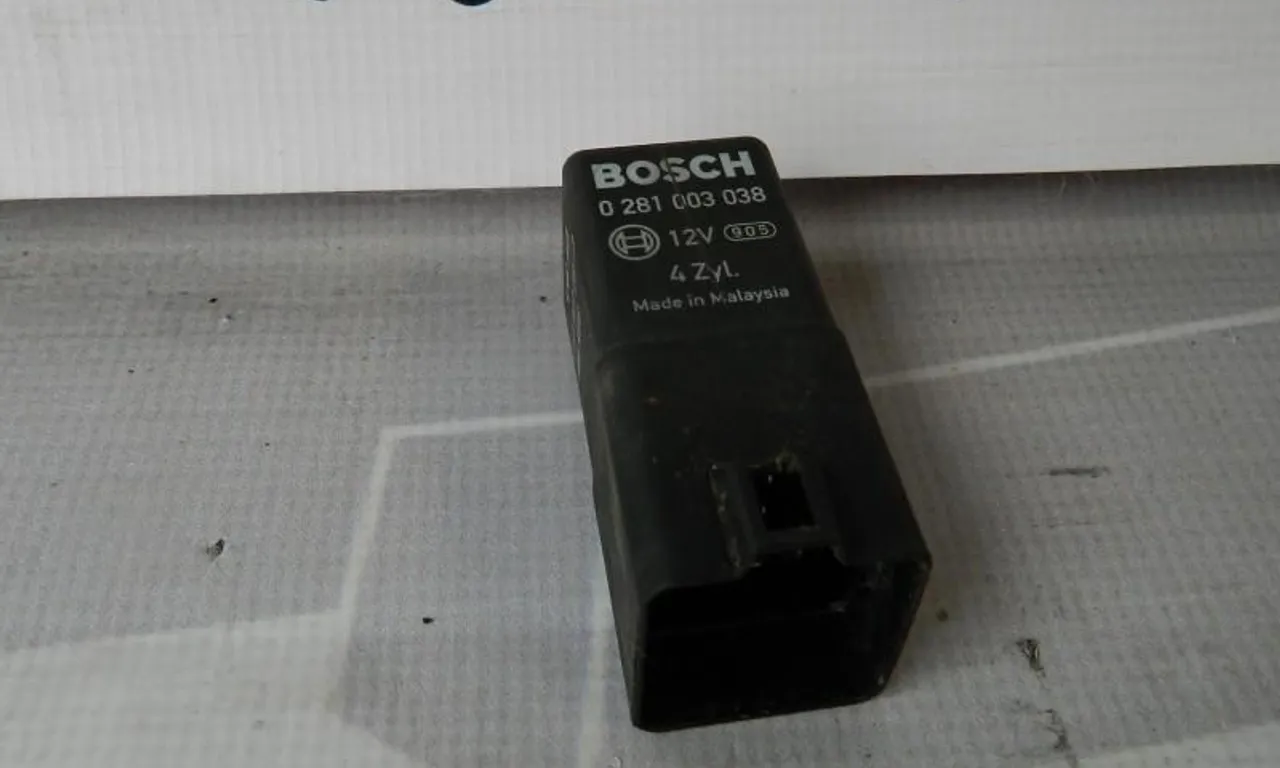 BOSCH
0 281 003 038
12V 905
4 Zyl.
Made in Malaysia